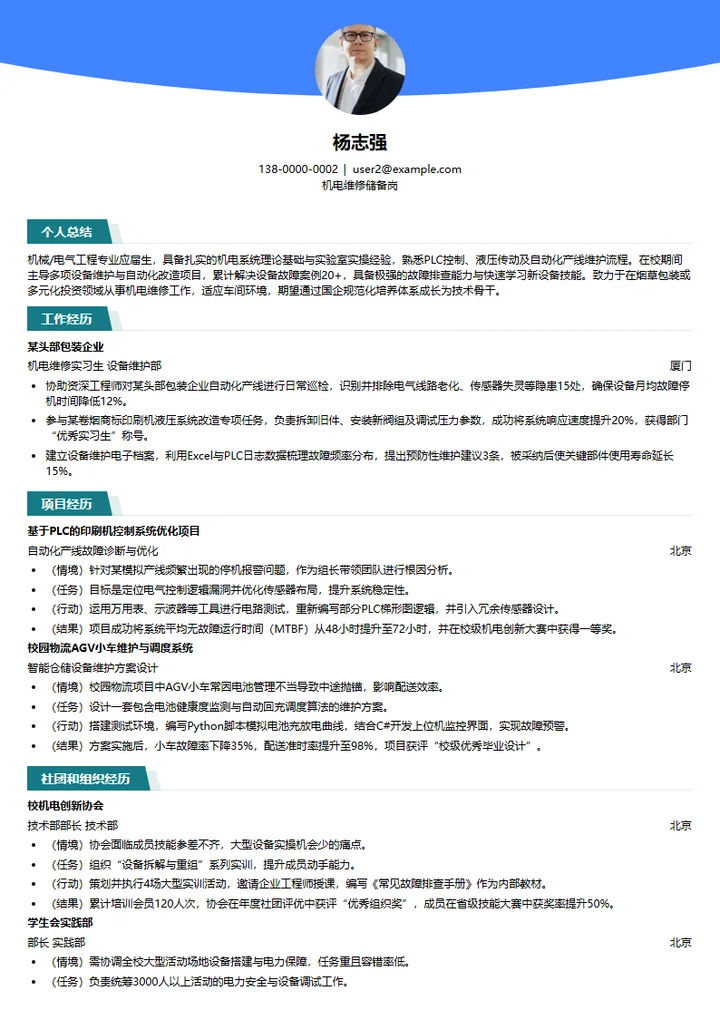 杨志强
138-0000-0002 | user2@example.com
机电维修储备岗
个人总结
机械/电气工程专业应届生，具备扎实的机电系统理论基础与实验室实操经验，熟悉PLC控制、液压传动及自动化产线维护流程。在校期间
主导多项设备维护与自动化改造项目，累计解决设备故障案例20+，具备极强的故障排查能力与快速学习新设备技能。致力于在烟草包装或
多元化投资领域从事机电维修工作，适应车间环境，期望通过国企规范化培养体系成长为技术骨干。
工作经历
某头部包装企业
机电维修实习生 设备维护部 厦门
• 协助资深工程师对某头部包装企业自动化产线进行日常巡检，识别并排除电气线路老化、传感器失灵等隐患15处，确保设备月均故障停
机时间降低12%。
• 参与某卷烟商标印刷机液压系统改造专项任务，负责拆卸旧件、安装新阀组及调试压力参数，成功将系统响应速度提升20%，获得部门
“优秀实习生”称号。
• 建立设备维护电子档案，利用Excel与PLC日志数据梳理故障频率分布，提出预防性维护建议3条，被采纳后使关键部件使用寿命延长
15%。
项目经历
基于PLC的印刷机控制系统优化项目
自动化产线故障诊断与优化 北京
• （情境）针对某模拟产线频繁出现的停机报警问题，作为组长带领团队进行根因分析。
• （任务）目标是定位电气控制逻辑漏洞并优化传感器布局，提升系统稳定性。
• （行动）运用万用表、示波器等工具进行电路测试，重新编写部分PLC梯形图逻辑，并引入冗余传感器设计。
• （结果）项目成功将系统平均无故障运行时间（MTBF）从48小时提升至72小时，并在校级机电创新大赛中获得一等奖。
校园物流AGV小车维护与调度系统
智能仓储设备维护方案设计 北京
• （情境）校园物流项目中AGV小车常因电池管理不当导致中途抛锚，影响配送效率。
• （任务）设计一套包含电池健康度监测与自动回充调度算法的维护方案。
• （行动）搭建测试环境，编写Python脚本模拟电池充放电曲线，结合C#开发上位机监控界面，实现故障预警。
• （结果）方案实施后，小车故障率下降35%，配送准时率提升至98%，项目获评“校级优秀毕业设计”。
社团和组织经历
校机电创新协会
技术部部长 技术部 北京
• （情境）协会面临成员技能参差不齐，大型设备实操机会少的痛点。
• （任务）组织“设备拆解与重组”系列实训，提升成员动手能力。
• （行动）策划并执行4场大型实训活动，邀请企业工程师授课，编写《常见故障排查手册》作为内部教材。
• （结果）累计培训会员120人次，协会在年度社团评优中获评“优秀组织奖”，成员在省级技能大赛中获奖率提升50%。
学生会实践部
部长 实践部 北京
• （情境）需协调全校大型活动场地设备搭建与电力保障，任务重且容错率低。
• （任务）负责统筹3000人以上活动的电力安全与设备调试工作。